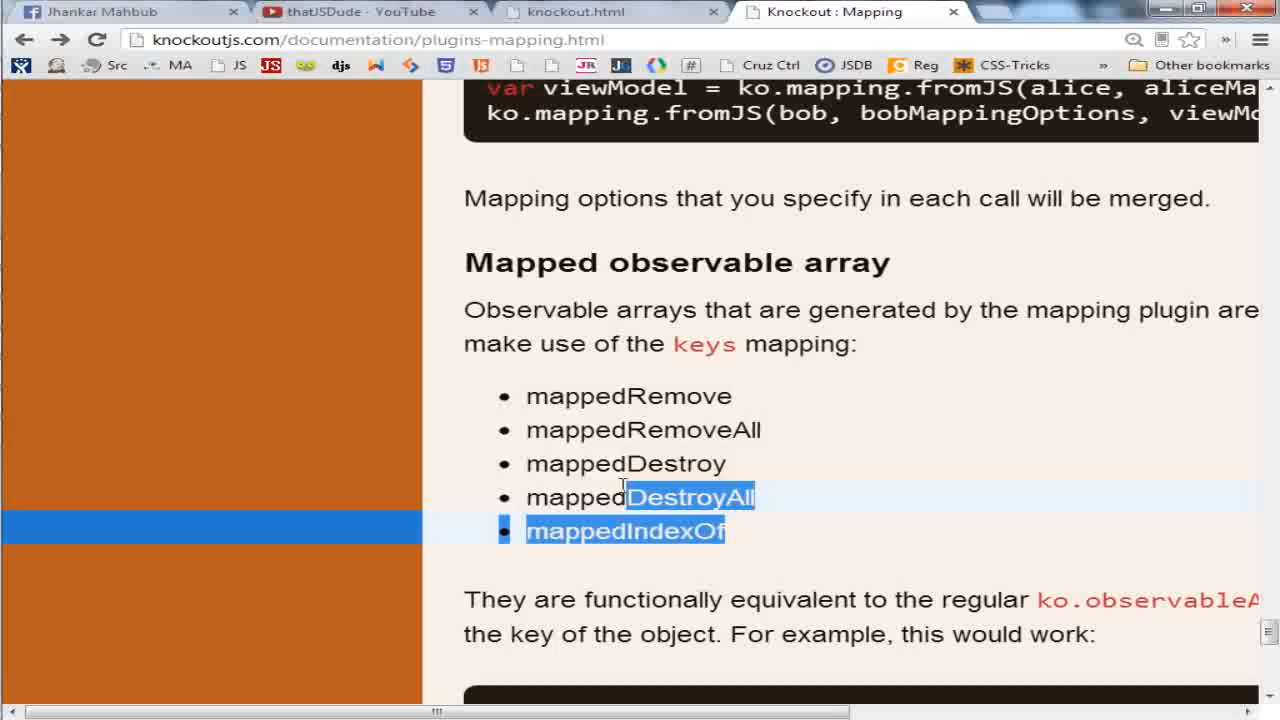 Jhankar Mahbub
thatJSDude - YouTube
knockout.html
Knockout : Mapping
knockoutjs.com/documentation/plugins-mapping.html
Src MA JS JS djs JR Cruz Ctrl JSDB Reg CSS-Tricks » Other bookmarks
var viewModel = ko.mapping.fromJS(alice, aliceMa
ko.mapping.fromJS(bob, bobMappingOptions, viewMo
Mapping options that you specify in each call will be merged.
Mapped observable array
Observable arrays that are generated by the mapping plugin are
make use of the keys mapping:
• mappedRemove
• mappedRemoveAll
• mappedDestroy
• mappedDestroyAll
• mappedIndexOf
They are functionally equivalent to the regular ko.observableA
the key of the object. For example, this would work: